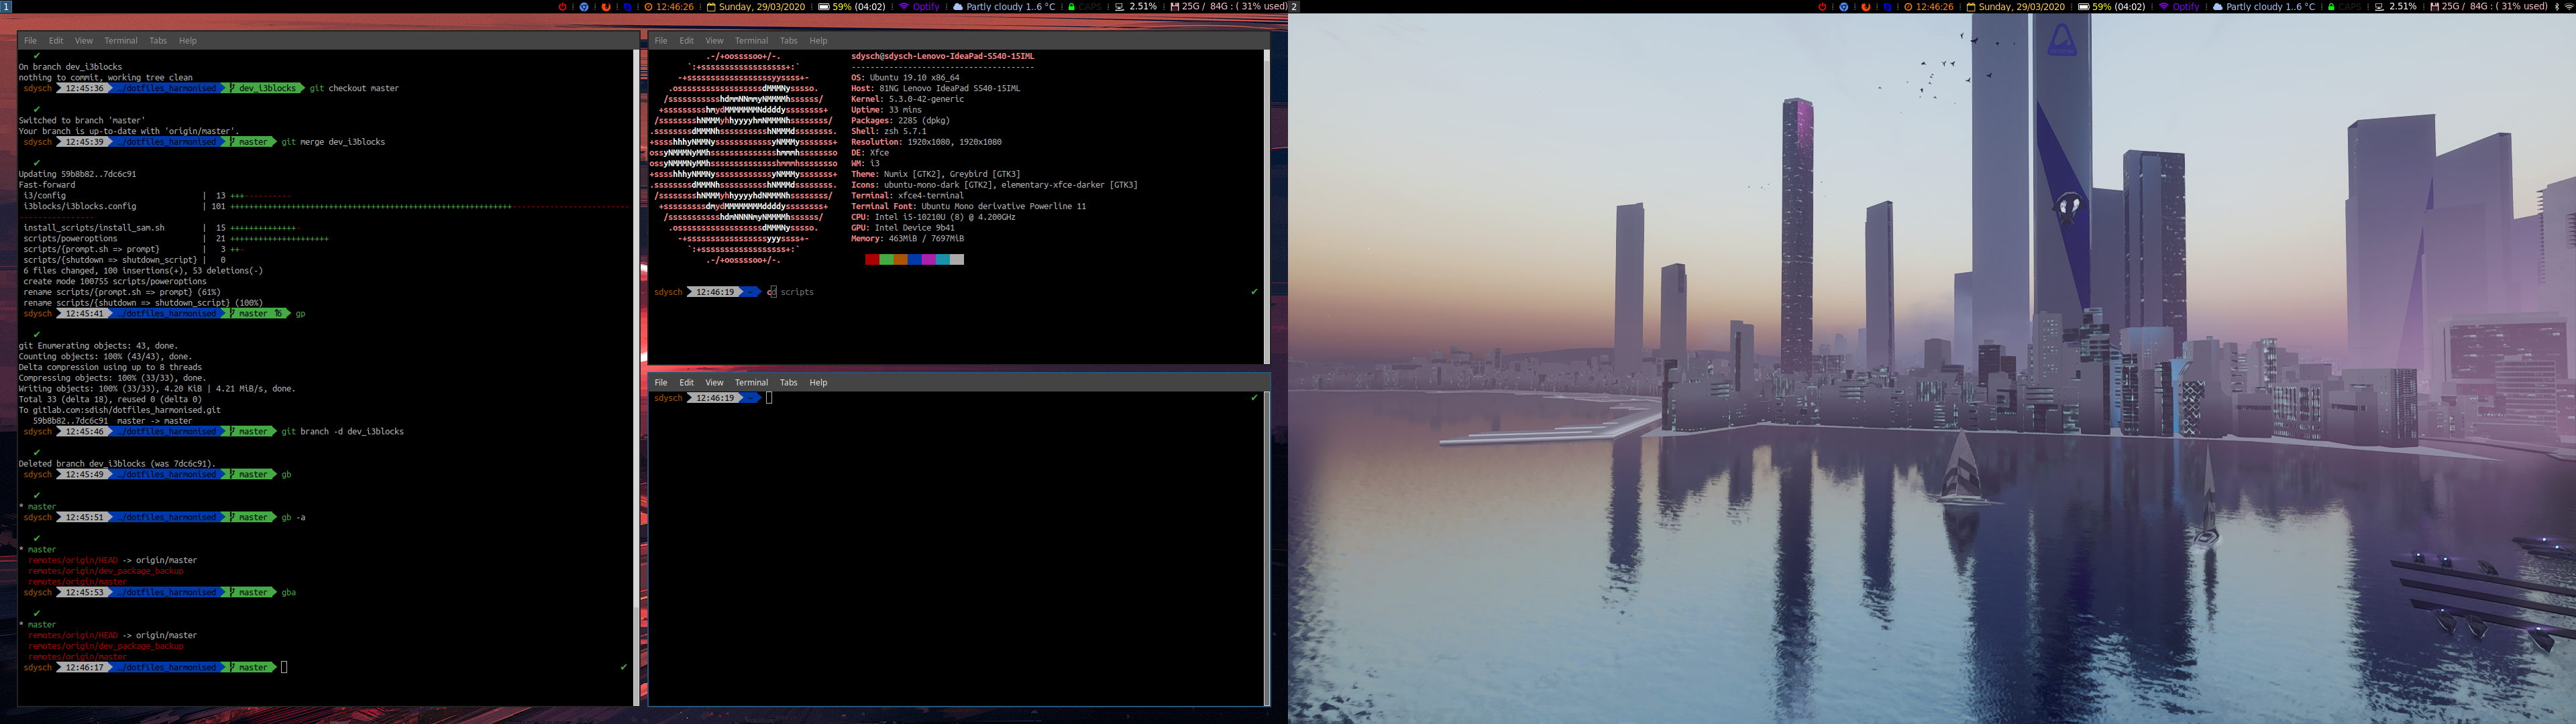 1
12:46:26 Sunday, 29/03/2020 59% (04:02) Optify Partly cloudy 1..6 °C CAPS 2.51% 25G / 84G : ( 31% used)
2
12:46:26 Sunday, 29/03/2020 59% (04:02) Optify Partly cloudy 1..6 °C CAPS 2.51% 25G / 84G : ( 31% used)
File Edit View Terminal Tabs Help
✔
On branch dev_i3blocks
nothing to commit, working tree clean
sdysch 12:45:36 …/dotfiles_harmonised dev_i3blocks git checkout master
✔
Switched to branch 'master'
Your branch is up-to-date with 'origin/master'.
sdysch 12:45:39 …/dotfiles_harmonised master git merge dev_i3blocks
✔
Updating 59b8b82..7dc6c91
Fast-forward
i3/config | 13 +++----------
i3blocks/i3blocks.config | 101
install_scripts/install_sam.sh | 15 ++++++++++++++-
scripts/poweroptions | 21 +++++++++++++++++++++
scripts/{prompt.sh => prompt} | 3 ++-
scripts/{shutdown => shutdown_script} | 0
6 files changed, 100 insertions(+), 53 deletions(-)
create mode 100755 scripts/poweroptions
rename scripts/{prompt.sh => prompt} (61%)
rename scripts/{shutdown => shutdown_script} (100%)
sdysch 12:45:41 …/dotfiles_harmonised master ↑6 gp
✔
git Enumerating objects: 43, done.
Counting objects: 100% (43/43), done.
Delta compression using up to 8 threads
Compressing objects: 100% (33/33), done.
Writing objects: 100% (33/33), 4.20 KiB | 4.21 MiB/s, done.
Total 33 (delta 18), reused 0 (delta 0)
To gitlab.com:sdish/dotfiles_harmonised.git
59b8b82..7dc6c91 master -> master
sdysch 12:45:46 …/dotfiles_harmonised master git branch -d dev_i3blocks
✔
Deleted branch dev_i3blocks (was 7dc6c91).
sdysch 12:45:49 …/dotfiles_harmonised master gb
✔
* master
sdysch 12:45:51 …/dotfiles_harmonised master gb -a
✔
* master
remotes/origin/HEAD -> origin/master
remotes/origin/dev_package_backup
remotes/origin/master
sdysch 12:45:53 …/dotfiles_harmonised master gba
✔
* master
remotes/origin/HEAD -> origin/master
remotes/origin/dev_package_backup
remotes/origin/master
sdysch 12:46:17 …/dotfiles_harmonised master ✔
File Edit View Terminal Tabs Help
sdysch@sdysch-Lenovo-IdeaPad-S540-15IML
OS: Ubuntu 19.10 x86_64
Host: 81NG Lenovo IdeaPad S540-15IML
Kernel: 5.3.0-42-generic
Uptime: 33 mins
Packages: 2285 (dpkg)
Shell: zsh 5.7.1
Resolution: 1920x1080, 1920x1080
DE: Xfce
WM: i3
Theme: Numix [GTK2], Greybird [GTK3]
Icons: ubuntu-mono-dark [GTK2], elementary-xfce-darker [GTK3]
Terminal: xfce4-terminal
Terminal Font: Ubuntu Mono derivative Powerline 11
CPU: Intel i5-10210U (8) @ 4.200GHz
GPU: Intel Device 9b41
Memory: 463MiB / 7697MiB
sdysch 12:46:19 ~ cd scripts ✔
File Edit View Terminal Tabs Help
sdysch 12:46:19 ~ ✔